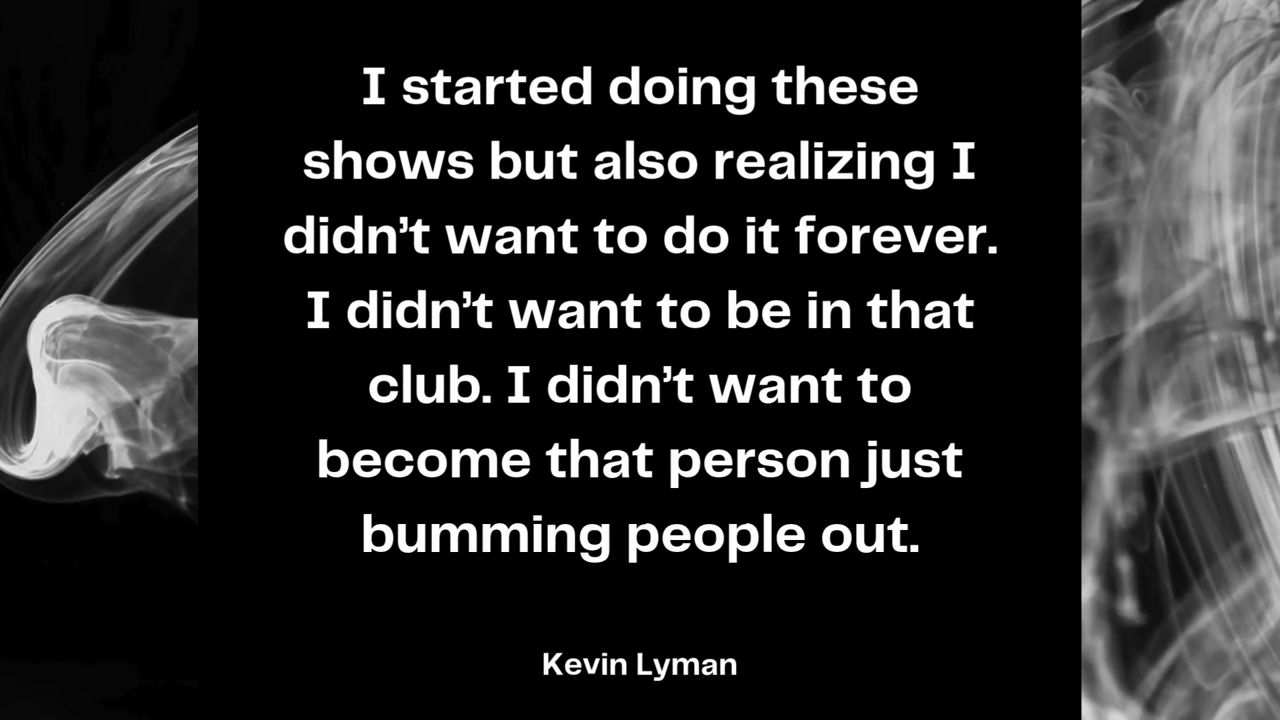 I started doing these
shows but also realizing I
didn’t want to do it forever.
I didn’t want to be in that
club. I didn’t want to
become that person just
bumming people out.
Kevin Lyman